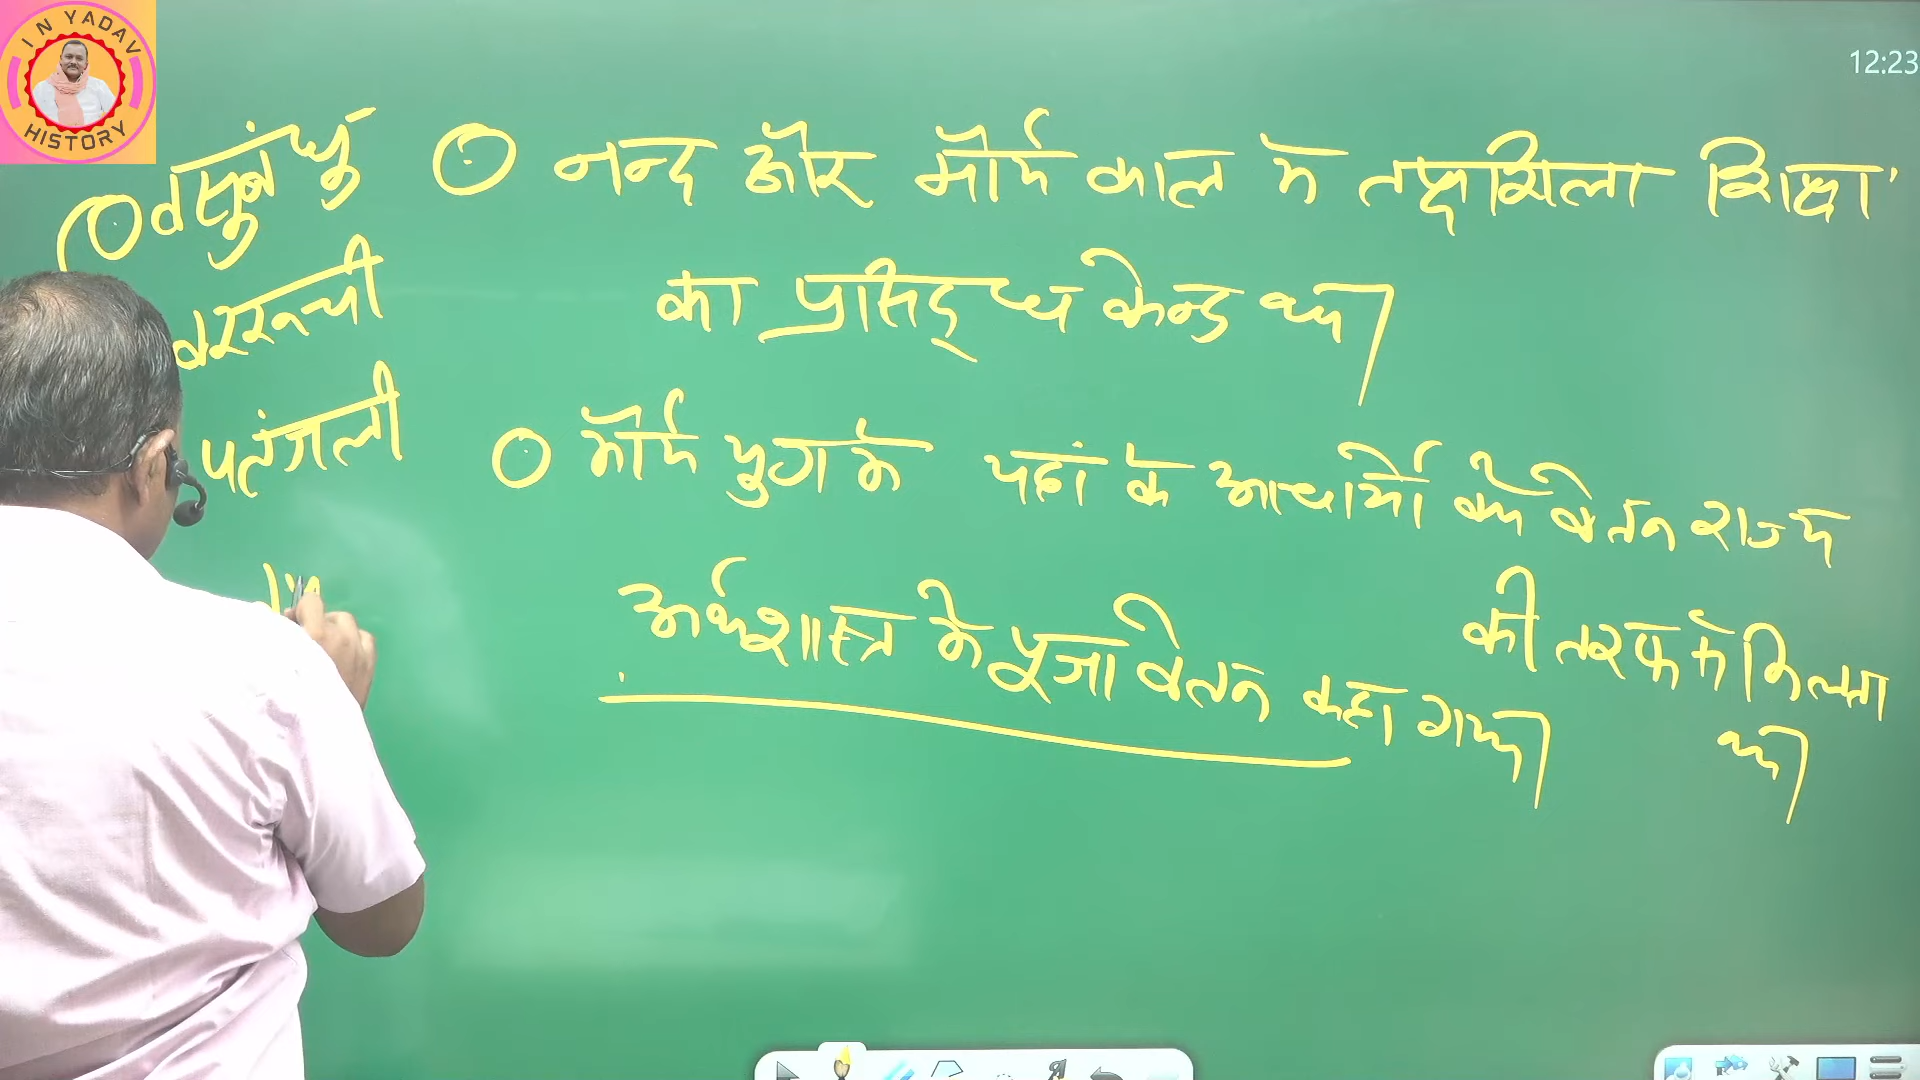 I N YADAV
HISTORY
12:23
वसुबंधु
वररूची
पतंजली
नन्द और मौर्य काल में तक्षशिला शिक्षा
का प्रसिद्ध केन्द्र था।
मौर्य युग में यहां के आचार्यो को वेतन राज्य
की तरफ से मिलता
था।
अर्थशास्त्र में पूजा वेतन कहा गया।